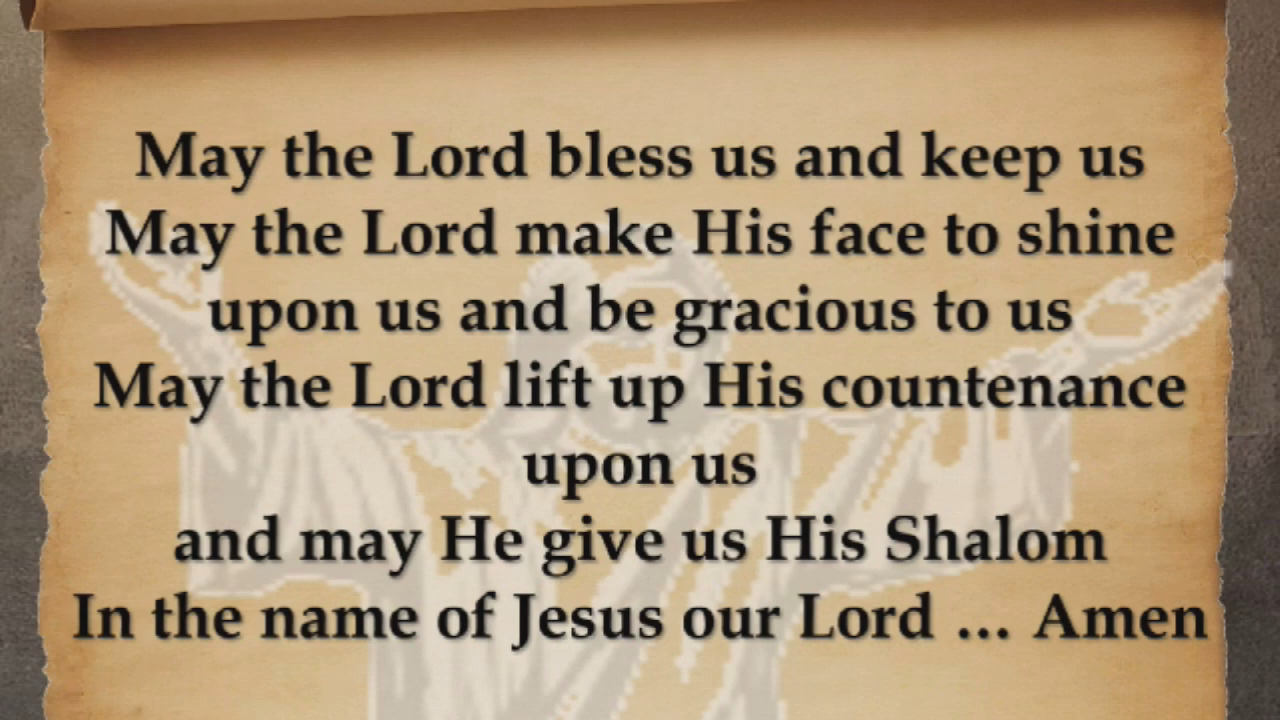 May the Lord bless us and keep us
May the Lord make His face to shine
upon us and be gracious to us
May the Lord lift up His countenance
upon us
and may He give us His Shalom
In the name of Jesus our Lord ... Amen